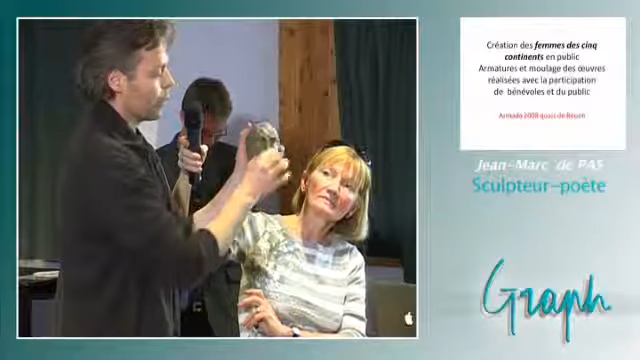 Création des femmes des cinq
continents en public
Armatures et moulage des œuvres
réalisées avec la participation
de bénévoles et du public
Armada 2008 quais de Rouen
Jean-Marc de PAS
Sculpteur-poète
Graph